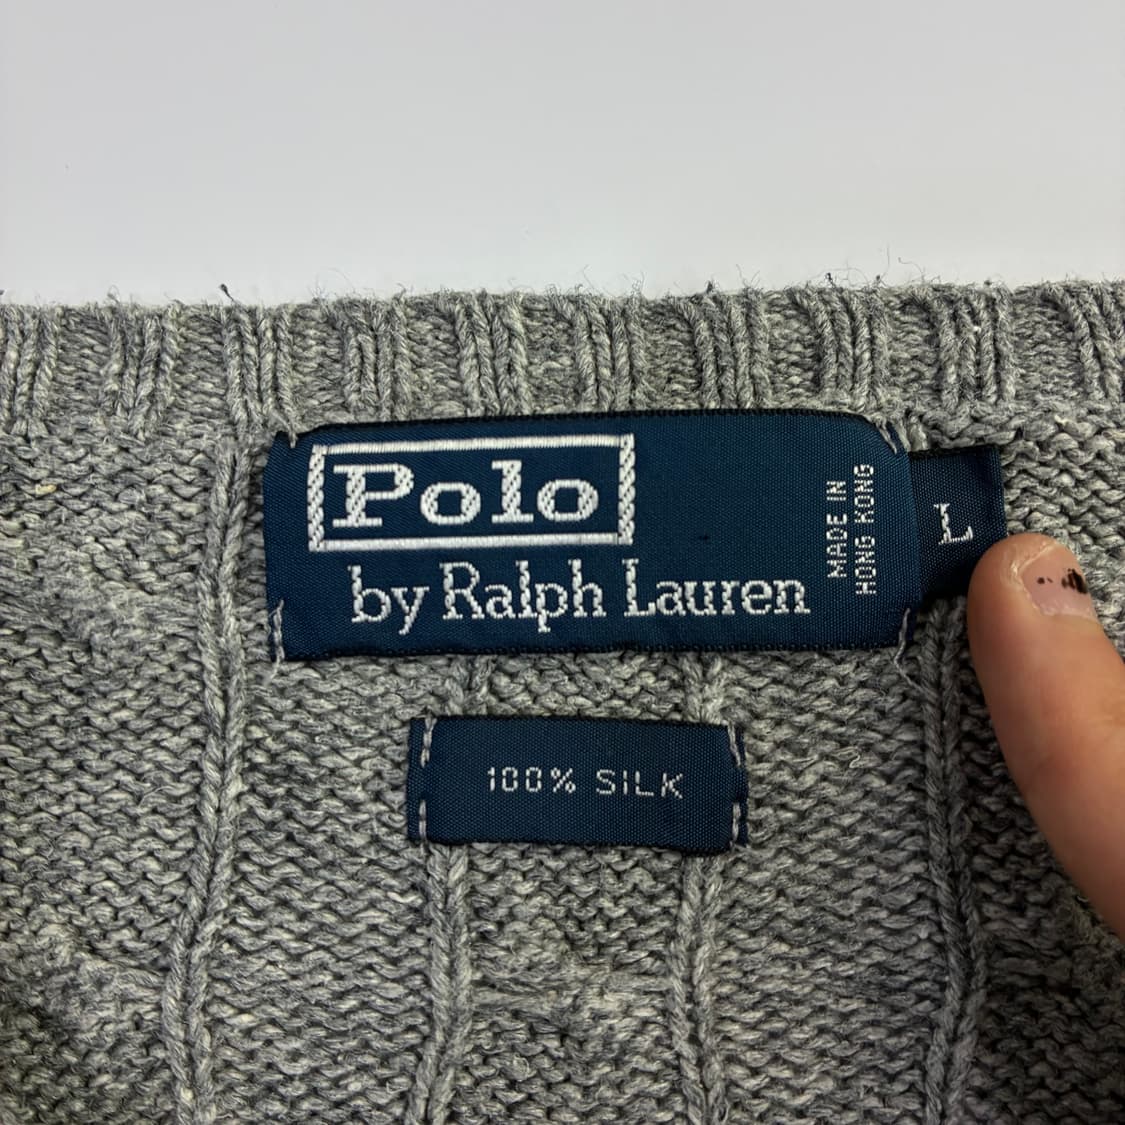 Polo
by Ralph Lauren
MADE IN
HONG KONG
L
100% SILK